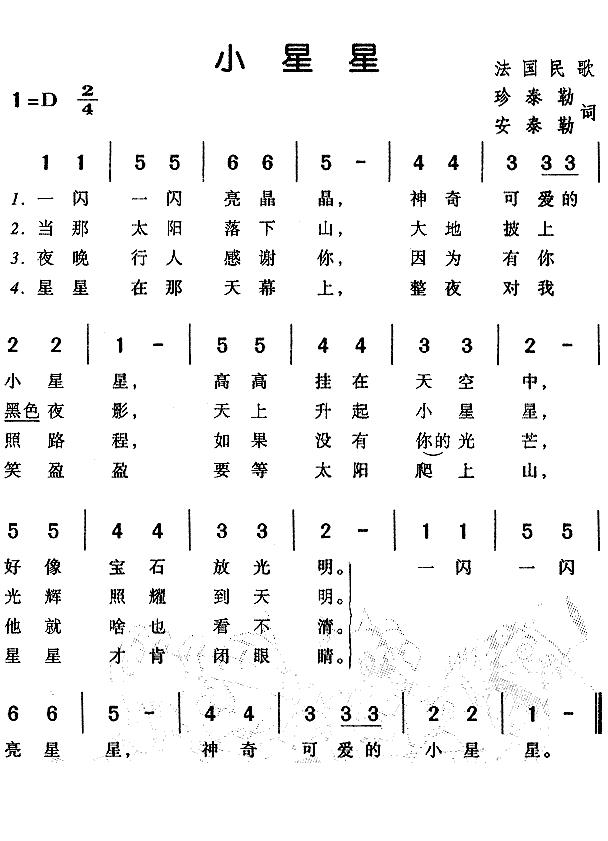 小星星
法国民歌
1=D 2/4
珍泰勒
安泰勒 词
1 1 | 5 5 | 6 6 | 5 - | 4 4 | 3 3 3 |
1. 一闪 一闪 亮晶 晶, 神奇 可爱的
2. 当那 太阳 落下 山, 大地 披上
3. 夜晚 行人 感谢 你, 因为 有你
4. 星星 在那 天幕 上, 整夜 对我
2 2 | 1 - | 5 5 | 4 4 | 3 3 | 2 - |
小星 星, 高高 挂在 天空 中,
黑色夜 影, 天上 升起 小星 星,
照路 程, 如果 没有 你的光 芒,
笑盈 盈 要等 太阳 爬上 山,
5 5 | 4 4 | 3 3 | 2 - | 1 1 | 5 5 |
好像 宝石 放光 明。 一闪 一闪
光辉 照耀 到天 明。
他就 啥也 看不 清。
星星 才肯 闭眼 睛。
6 6 | 5 - | 4 4 | 3 3 3 | 2 2 | 1 - ‖
亮星 星, 神奇 可爱的 小星 星。